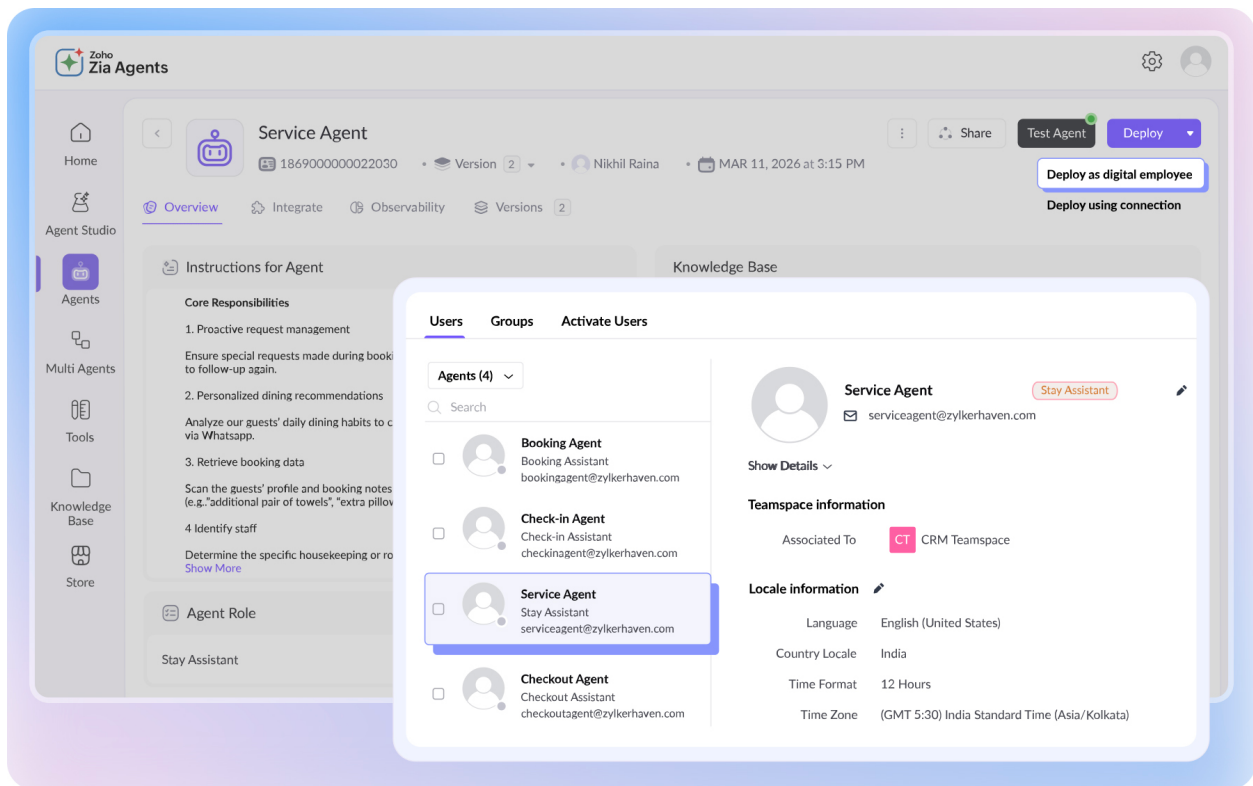 Zoho
Zia Agents
Home
Agent Studio
Agents
Multi Agents
Tools
Knowledge
Base
Store
Service Agent
1869000000022030 • Version 2 • Nikhil Raina • MAR 11, 2026 at 3:15 PM
Share
Test Agent
Deploy
Deploy as digital employee
Deploy using connection
Overview
Integrate
Observability
Versions 2
Instructions for Agent
Knowledge Base
Core Responsibilities
1. Proactive request management
Ensure special requests made during booki
to follow-up again.
2. Personalized dining recommendations
Analyze our guests' daily dining habits to c
via Whatsapp.
3. Retrieve booking data
Scan the guests' profile and booking notes
(e.g.."additional pair of towels", "extra pillow
4 Identify staff
Determine the specific housekeeping or ro
Show More
Agent Role
Stay Assistant
Users
Groups
Activate Users
Agents (4)
Search
Booking Agent
Booking Assistant
bookingagent@zylkerhaven.com
Check-in Agent
Check-in Assistant
checkinagent@zylkerhaven.com
Service Agent
Stay Assistant
serviceagent@zylkerhaven.com
Checkout Agent
Checkout Assistant
checkoutagent@zylkerhaven.com
Service Agent
Stay Assistant
serviceagent@zylkerhaven.com
Show Details
Teamspace information
Associated To CT CRM Teamspace
Locale information
Language English (United States)
Country Locale India
Time Format 12 Hours
Time Zone (GMT 5:30) India Standard Time (Asia/Kolkata)